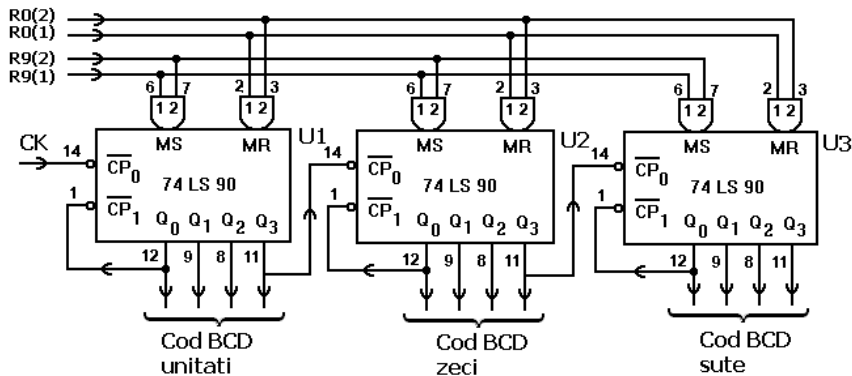 R0(2)
R0(1)
R9(2)
R9(1)
6 7 2 3 6 7 2 3 6 7 2 3
1 2 1 2 1 2 1 2 1 2 1 2
CK 14 MS MR U1 14 MS MR U2 14 MS MR U3
CP0 CP0 CP0
1 74 LS 90 1 74 LS 90 1 74 LS 90
CP1 Q0 Q1 Q2 Q3 CP1 Q0 Q1 Q2 Q3 CP1 Q0 Q1 Q2 Q3
12 9 8 11 12 9 8 11 12 9 8 11
Cod BCD Cod BCD Cod BCD
unitati zeci sute